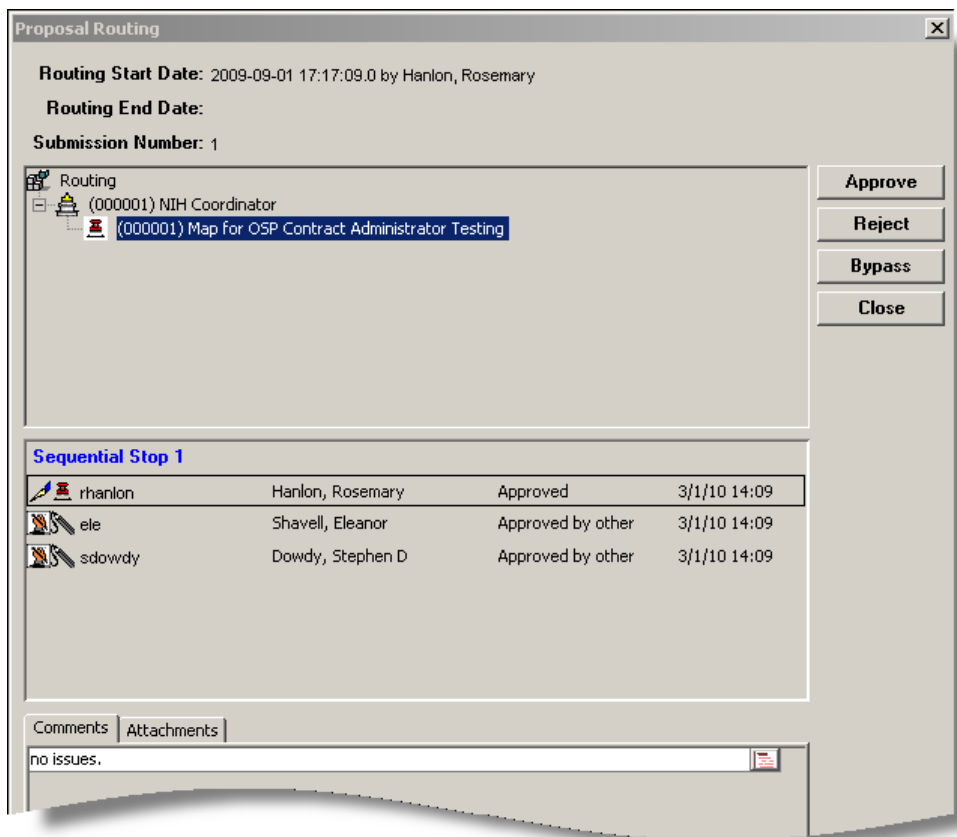 Proposal Routing
Routing Start Date: 2009-09-01 17:17:09.0 by Hanlon, Rosemary
Routing End Date:
Submission Number: 1
Routing
(000001) NIH Coordinator
(000001) Map for OSP Contract Administrator Testing
Approve
Reject
Bypass
Close
Sequential Stop 1
rhanlon Hanlon, Rosemary Approved 3/1/10 14:09
ele Shavell, Eleanor Approved by other 3/1/10 14:09
sdowdy Dowdy, Stephen D Approved by other 3/1/10 14:09
Comments Attachments
no issues.